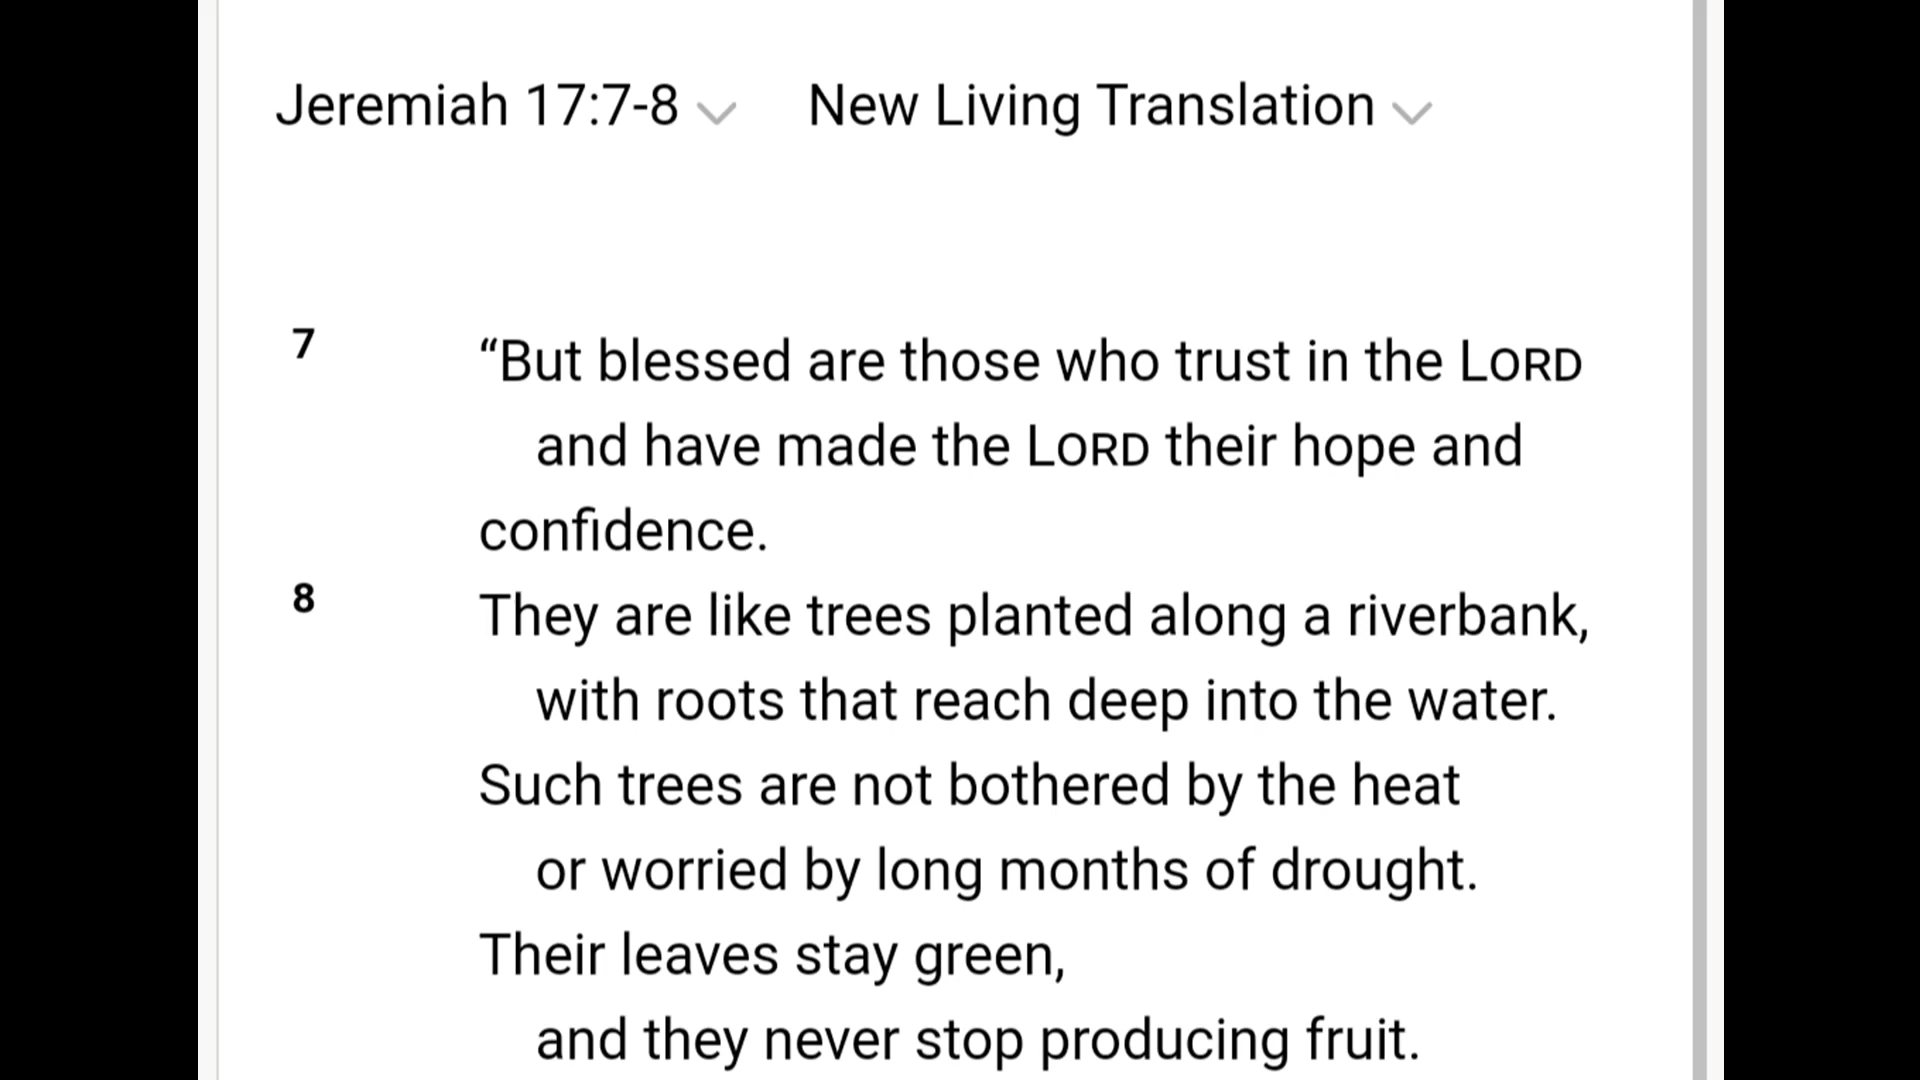 Jeremiah 17:7-8 New Living Translation
7 “But blessed are those who trust in the LORD
and have made the LORD their hope and
confidence.
8 They are like trees planted along a riverbank,
with roots that reach deep into the water.
Such trees are not bothered by the heat
or worried by long months of drought.
Their leaves stay green,
and they never stop producing fruit.